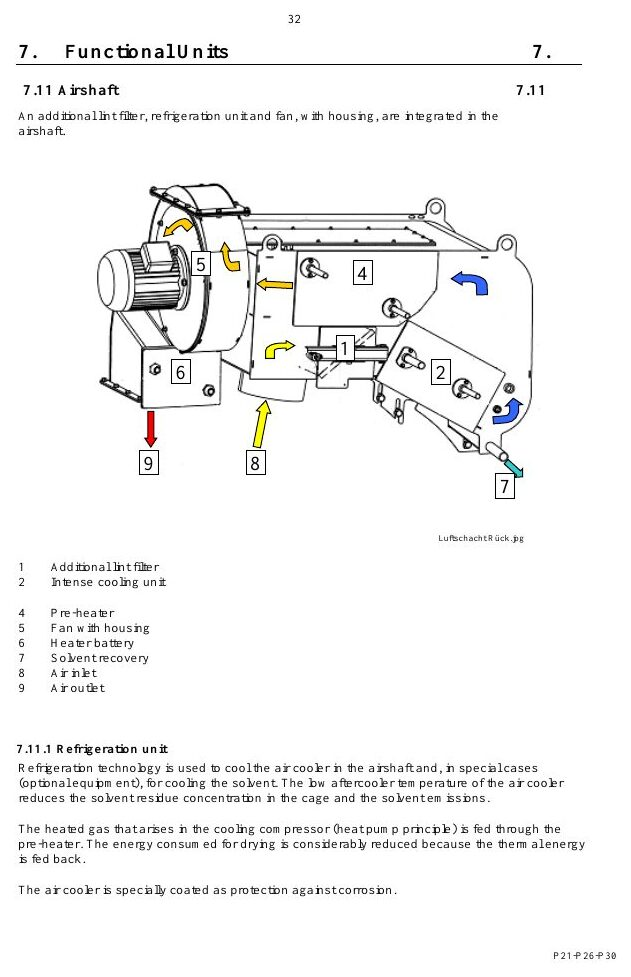 32
7. Functional Units 7.
7.11 Airshaft 7.11
An additional lint filter, refrigeration unit and fan, with housing, are integrated in the
airshaft.
5
4
1
6
2
9
8
7
Luftschacht Rück.jpg
1 Additional lint filter
2 Intense cooling unit
4 Pre-heater
5 Fan with housing
6 Heater battery
7 Solvent recovery
8 Air inlet
9 Air outlet
7.11.1 Refrigeration unit
Refrigeration technology is used to cool the air cooler in the airshaft and, in special cases
(optional equipment), for cooling the solvent. The low aftercooler temperature of the air cooler
reduces the solvent residue concentration in the cage and the solvent emissions.
The heated gas that arises in the cooling compressor (heat pump principle) is fed through the
pre-heater. The energy consumed for drying is considerably reduced because the thermal energy
is fed back.
The air cooler is specially coated as protection against corrosion.
P21-P26-P30